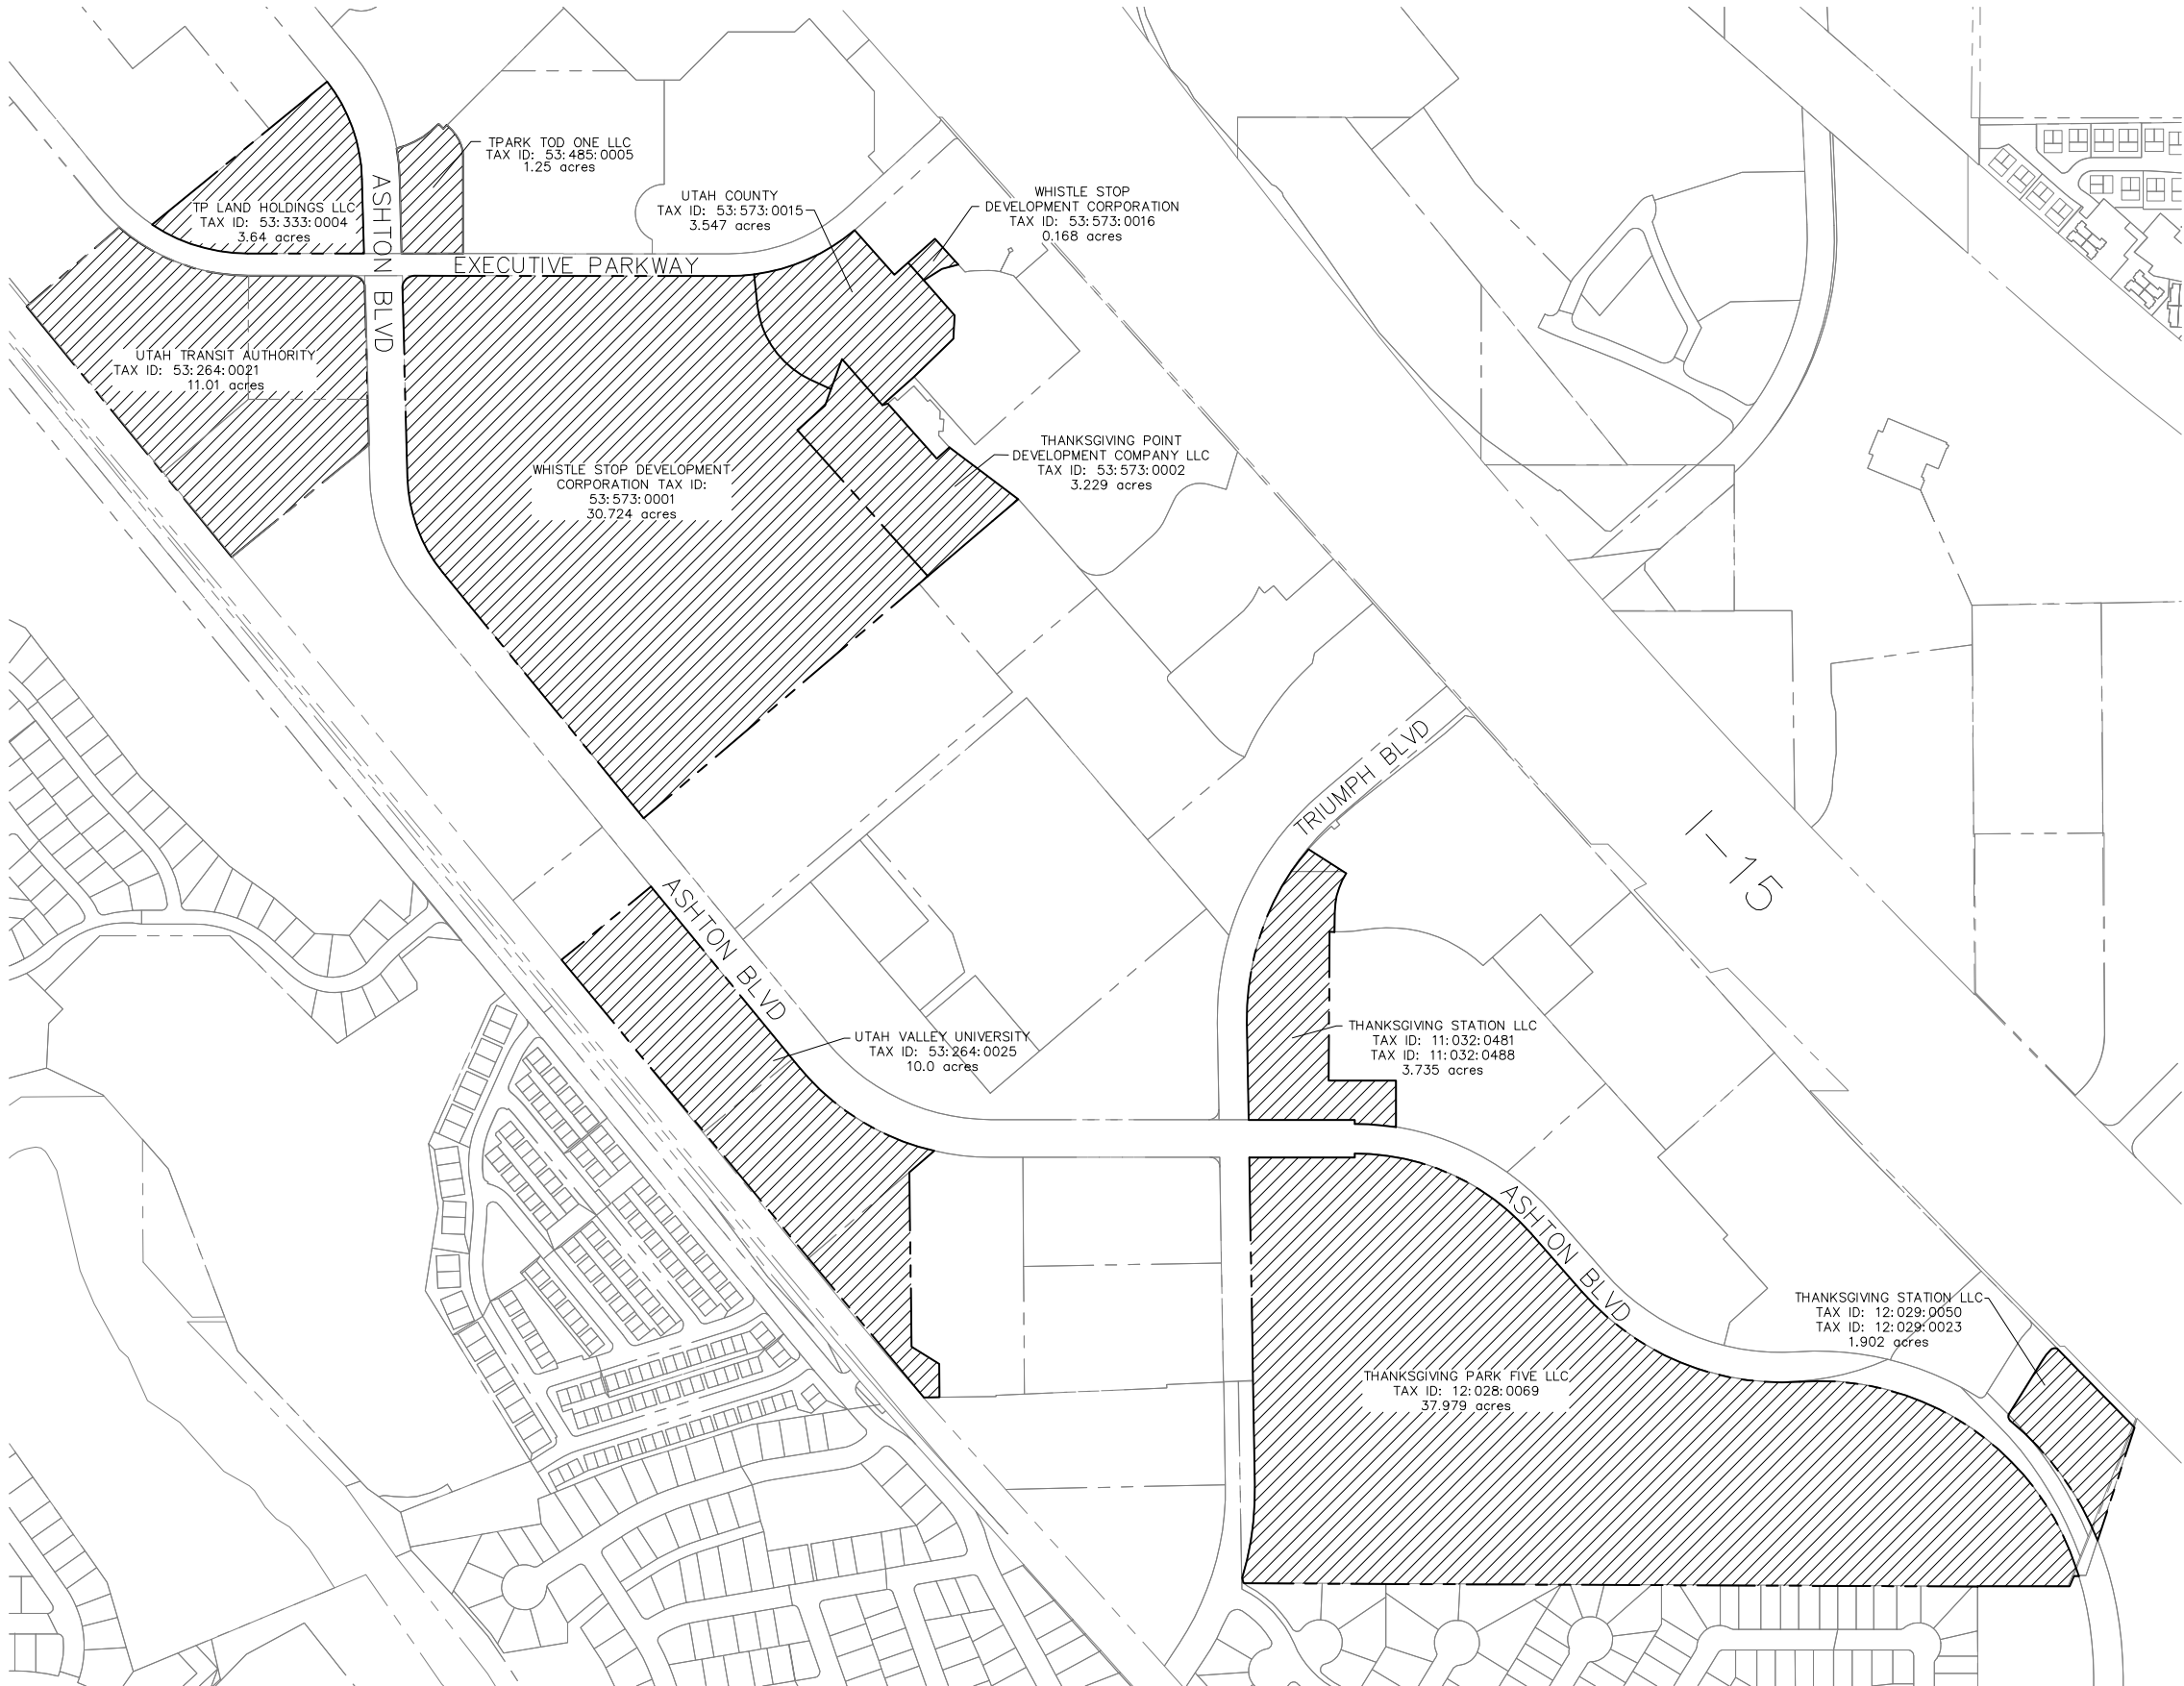 TPARK TOD ONE LLC
TAX ID: 53:485:0005
1.25 acres
UTAH COUNTY
TAX ID: 53:573:0015
3.547 acres
WHISTLE STOP
DEVELOPMENT CORPORATION
TAX ID: 53:573:0016
0.168 acres
TP LAND HOLDINGS LLC
TAX ID: 53:333:0004
3.64 acres
ASHTON BLVD
EXECUTIVE PARKWAY
UTAH TRANSIT AUTHORITY
TAX ID: 53:264:0021
11.01 acres
WHISTLE STOP DEVELOPMENT
CORPORATION TAX ID:
53:573:0001
30.724 acres
THANKSGIVING POINT
DEVELOPMENT COMPANY LLC
TAX ID: 53:573:0002
3.229 acres
TRIUMPH BLVD
I-15
ASHTON BLVD
UTAH VALLEY UNIVERSITY
TAX ID: 53:264:0025
10.0 acres
THANKSGIVING STATION LLC
TAX ID: 11:032:0481
TAX ID: 11:032:0488
3.735 acres
ASHTON BLVD
THANKSGIVING STATION LLC
TAX ID: 12:029:0050
TAX ID: 12:029:0023
1.902 acres
THANKSGIVING PARK FIVE LLC
TAX ID: 12:028:0069
37.979 acres